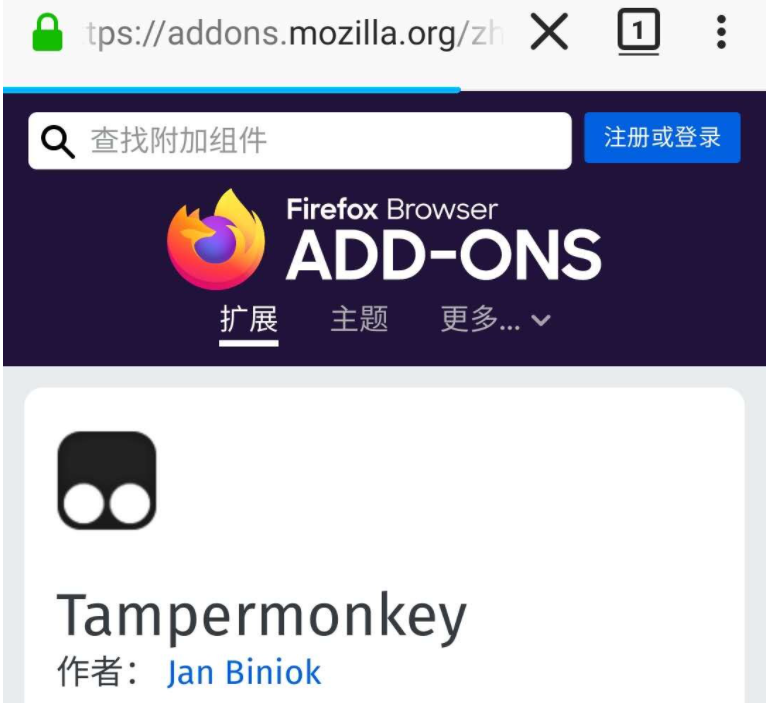 tps://addons.mozilla.org/zh
1
查找附加组件
注册或登录
Firefox Browser
ADD-ONS
扩展 主题 更多...
Tampermonkey
作者： Jan Biniok